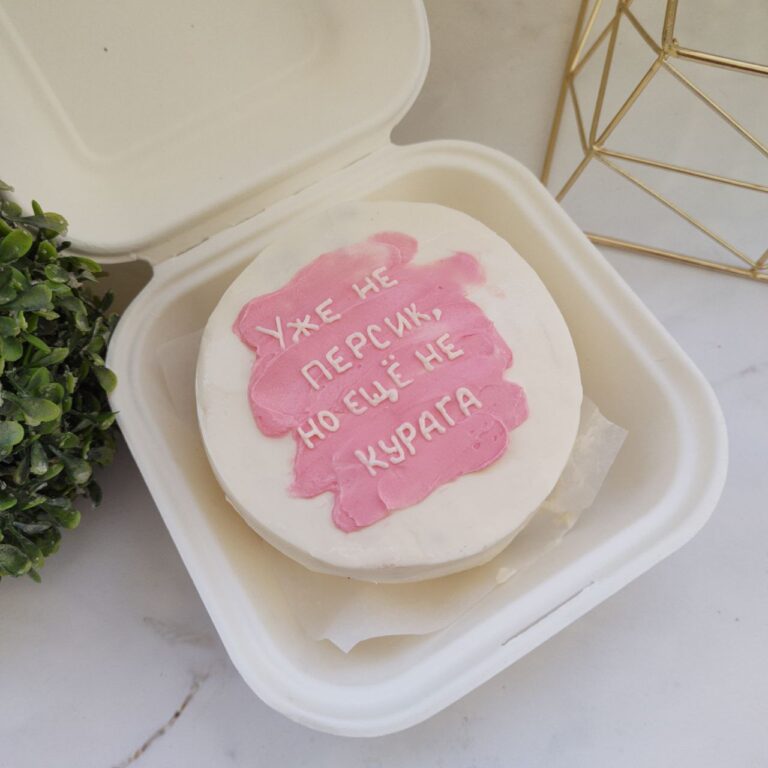 Уже не
персик,
но ещё не
курага